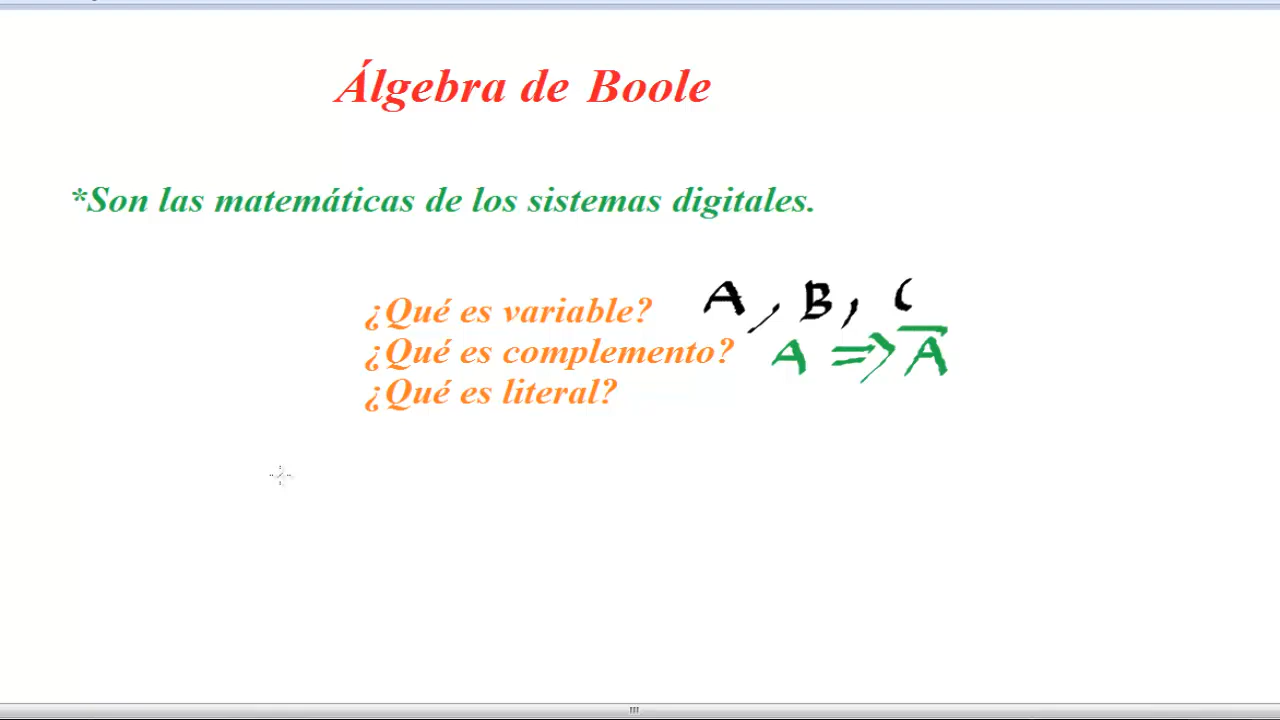 Álgebra de Boole
*Son las matemáticas de los sistemas digitales.
¿Qué es variable? A, B, C
¿Qué es complemento? A ⇒ A̅
¿Qué es literal?